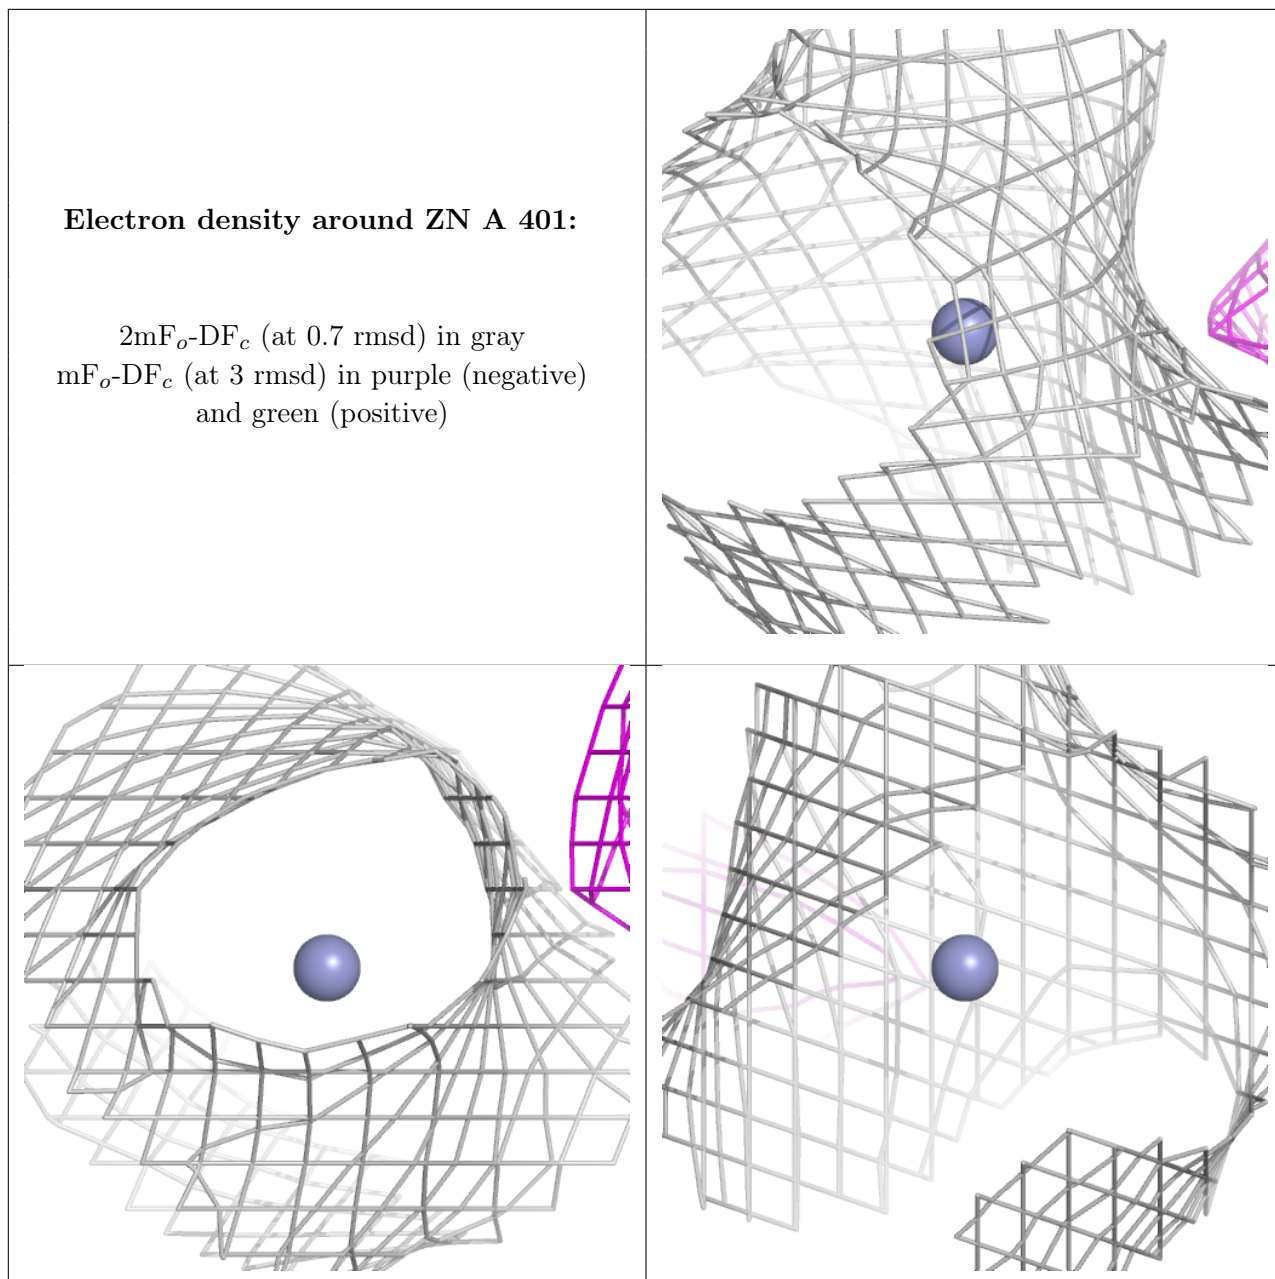 Electron density around ZN A 401:
2mFo-DFc (at 0.7 rmsd) in gray
mFo-DFc (at 3 rmsd) in purple (negative)
and green (positive)